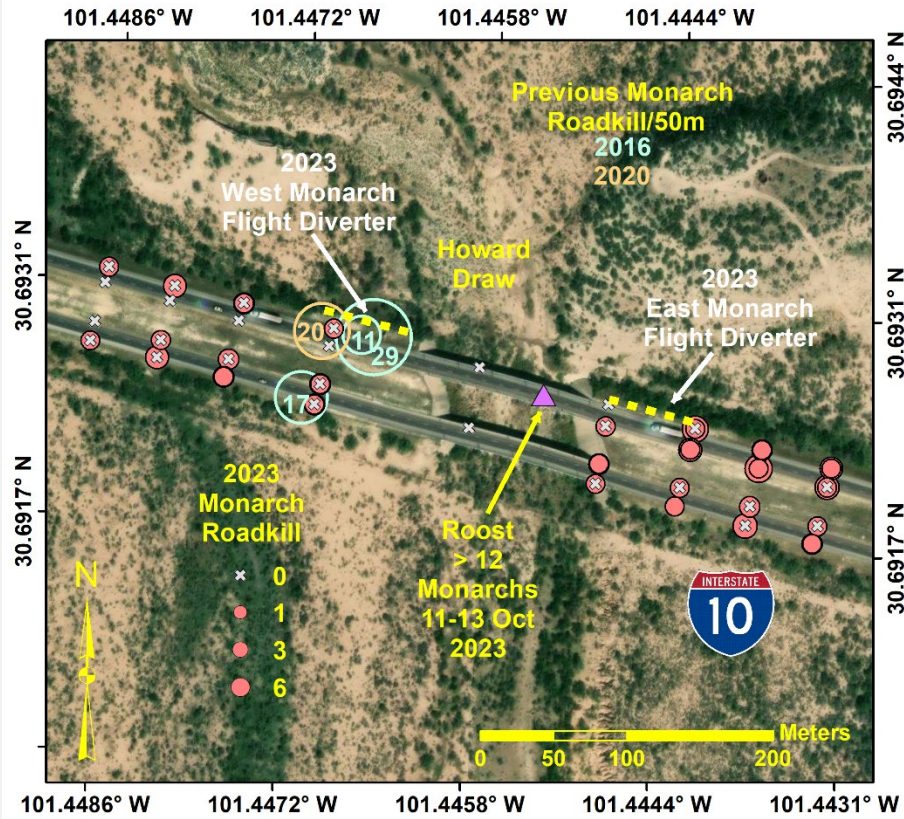 101.4486° W 101.4472° W 101.4458° W 101.4444° W
30.6944° N
Previous Monarch
Roadkill/50m
2016
2020
2023
West Monarch
Flight Diverter
Howard
Draw
2023
East Monarch
Flight Diverter
30.6931° N
30.6931° N
20
11
29
17
2023
Monarch
Roadkill
0
1
3
6
N
Roost
> 12
Monarchs
11-13 Oct
2023
30.6917° N
30.6917° N
INTERSTATE
10
Meters
0 50 100 200
101.4486° W 101.4472° W 101.4458° W 101.4444° W 101.4431° W